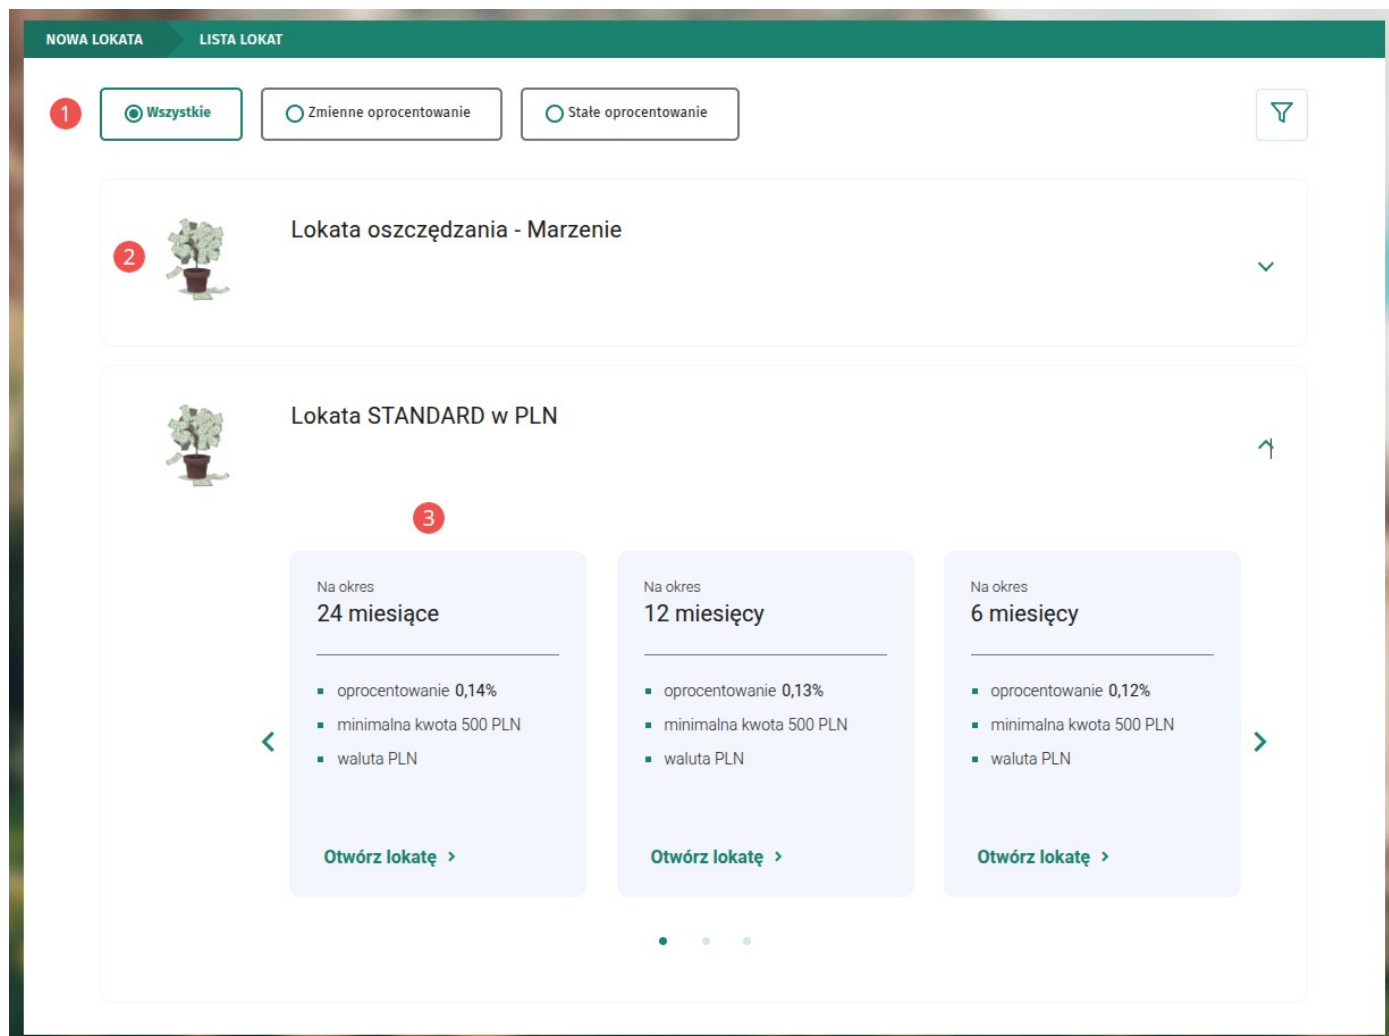 NOWA LOKATA LISTA LOKAT
1 Wszystkie Zmienne oprocentowanie Stałe oprocentowanie
Lokata oszczędzania - Marzenie
2
Lokata STANDARD w PLN
3
Na okres
24 miesiące
oprocentowanie 0,14%
minimalna kwota 500 PLN
waluta PLN
Otwórz lokatę
Na okres
12 miesięcy
oprocentowanie 0,13%
minimalna kwota 500 PLN
waluta PLN
Otwórz lokatę
Na okres
6 miesięcy
oprocentowanie 0,12%
minimalna kwota 500 PLN
waluta PLN
Otwórz lokatę